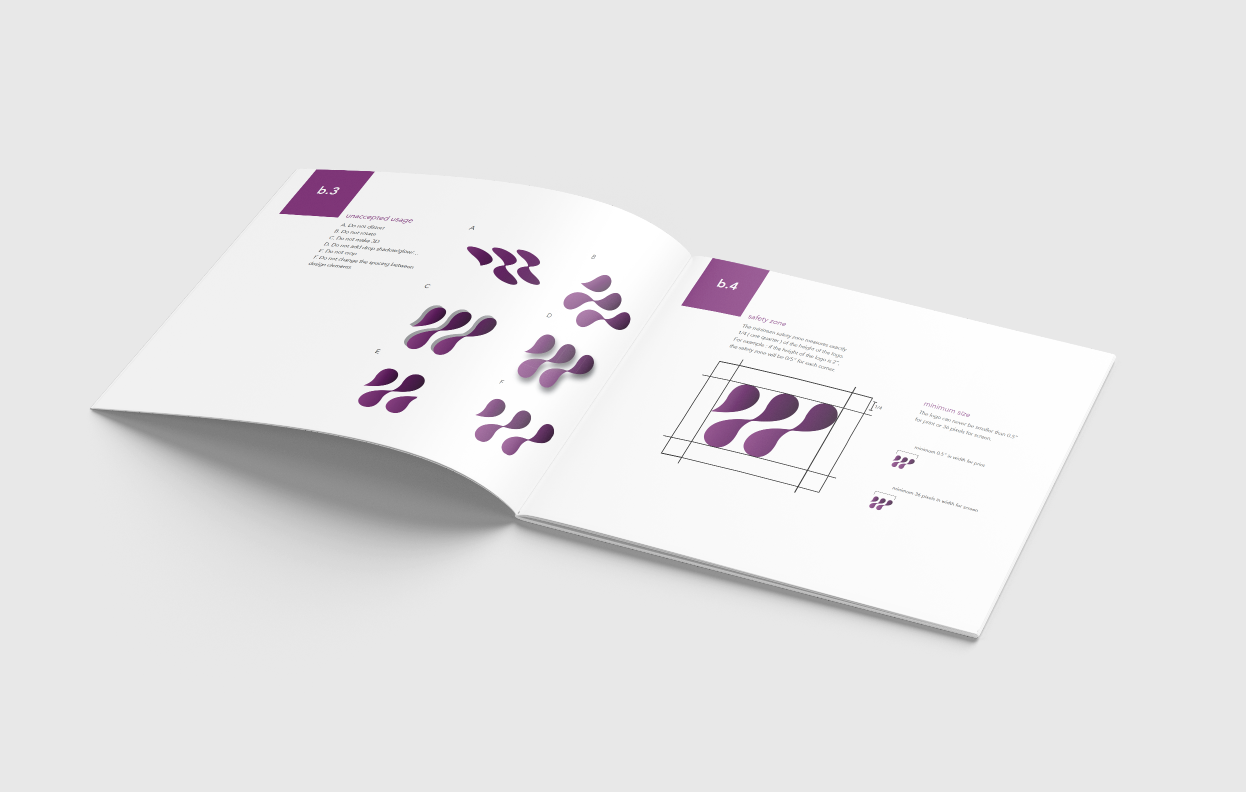 b.3
unaccepted usage
A. Do not distort
B. Do not rotate
C. Do not make 3D
D. Do not add drop shadow/glow/...
E. Do not crop
F. Do not change the spacing between
design elements
A
B
C
D
E
F
b.4
safety zone
The minimum safety zone measures exactly
1/4 ( one quarter ) of the height of the logo.
For example - if the height of the logo is 2",
the safety zone will be 0.5" for each corner.
1/4
minimum size
The logo can never be smaller than 0.5"
for print or 36 pixels for screen.
minimum 0.5" in width for print
minimum 36 pixels in width for screen